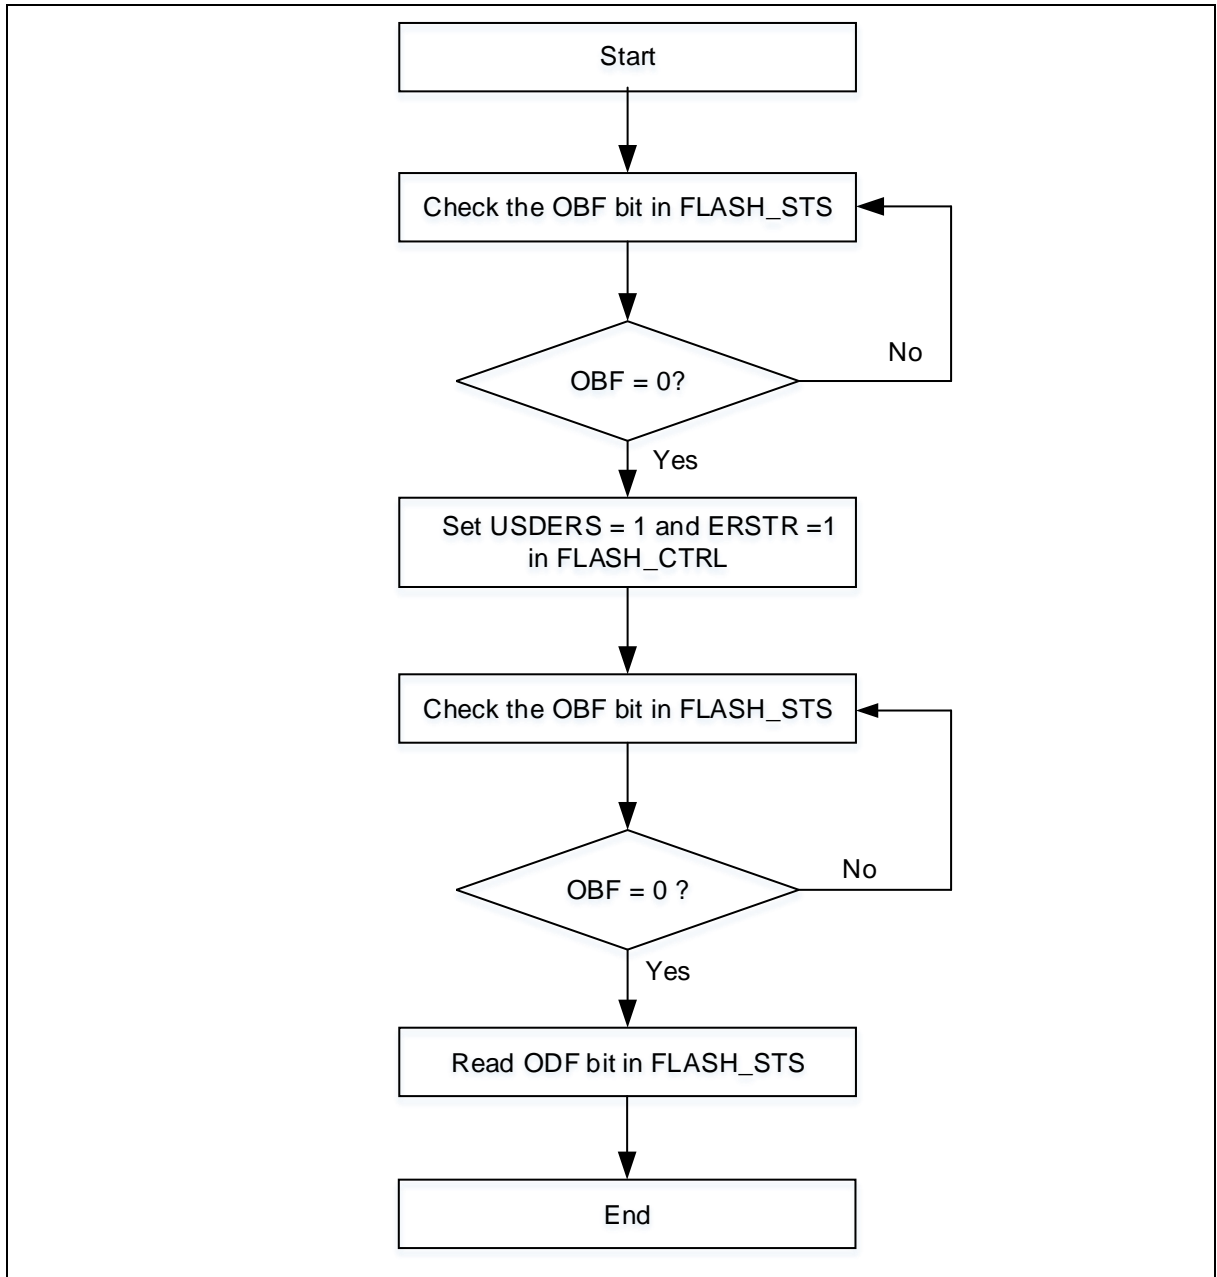 Start
Check the OBF bit in FLASH_STS
No
OBF = 0?
Yes
Set USDERS = 1 and ERSTR =1
in FLASH_CTRL
Check the OBF bit in FLASH_STS
No
OBF = 0 ?
Yes
Read ODF bit in FLASH_STS
End